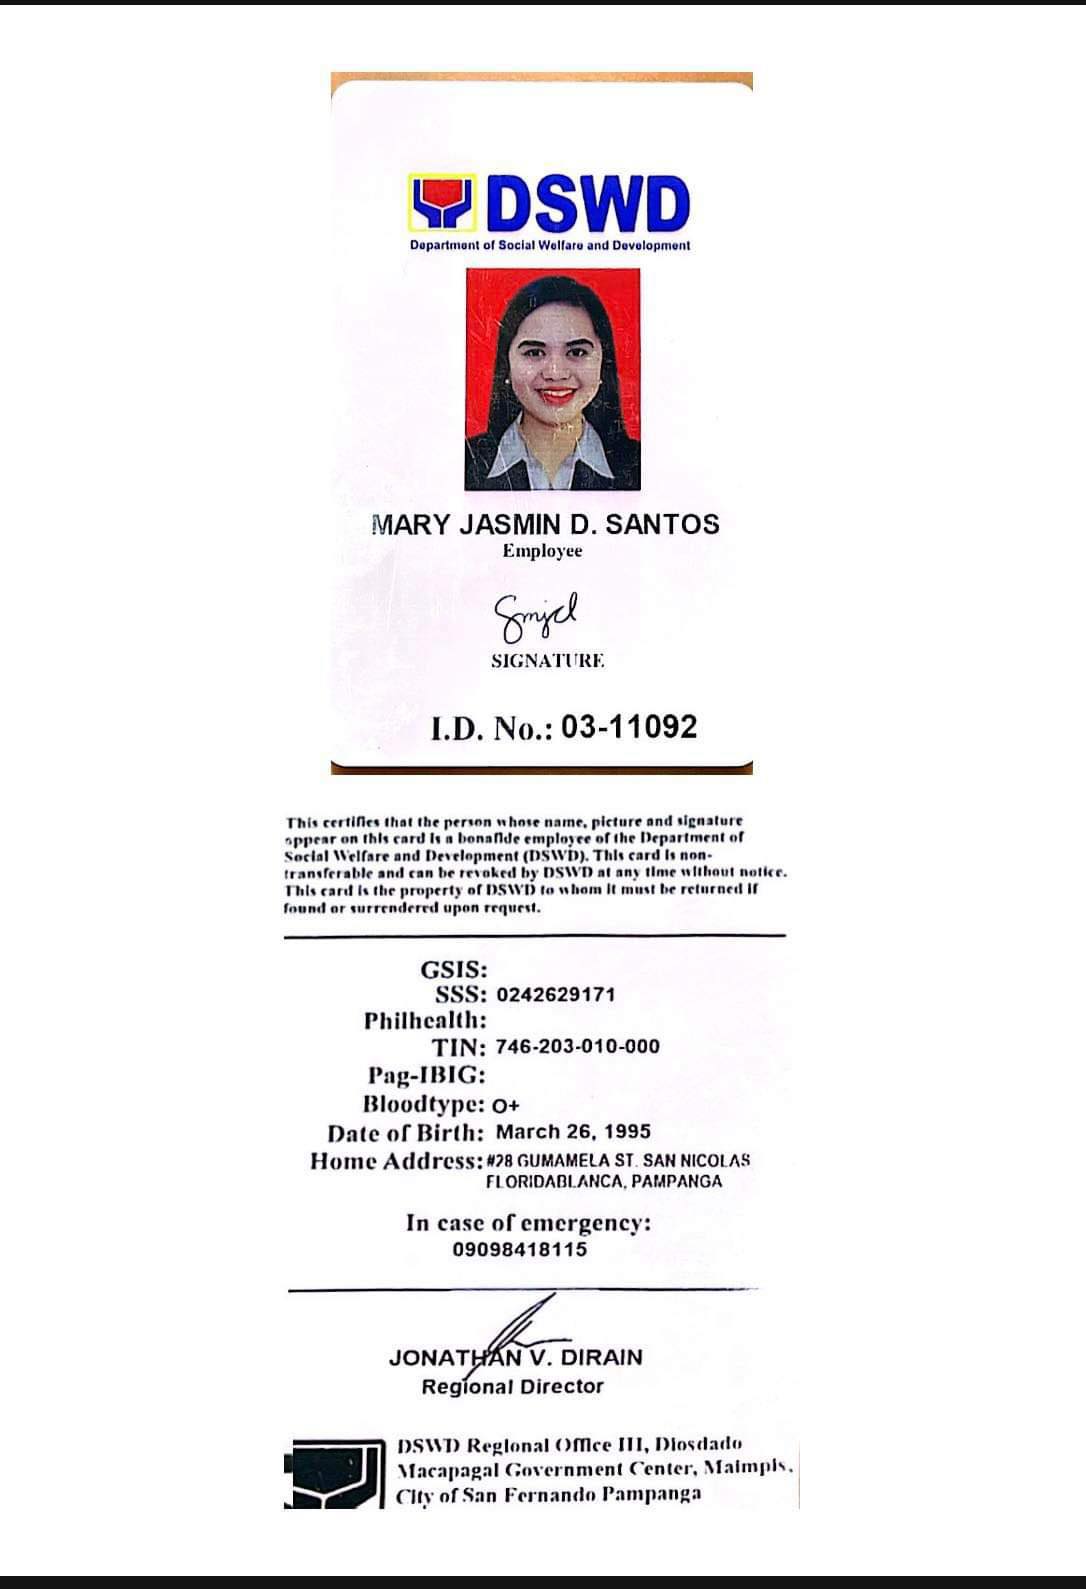 DSWD
Department of Social Welfare and Development
MARY JASMIN D. SANTOS
Employee
Smjd
SIGNATURE
I.D. No.: 03-11092
This certifies that the person whose name, picture and signature
appear on this card is a bonafide employee of the Department of
Social Welfare and Development (DSWD). This card is non-
transferable and can be revoked by DSWD at any time without notice.
This card is the property of DSWD to whom it must be returned if
found or surrendered upon request.
GSIS:
SSS: 0242629171
Philhealth:
TIN: 746-203-010-000
Pag-IBIG:
Bloodtype: O+
Date of Birth: March 26, 1995
Home Address: #28 GUMAMELA ST. SAN NICOLAS
FLORIDABLANCA, PAMPANGA
In case of emergency:
09098418115
JONATHAN V. DIRAIN
Regional Director
DSWD Regional Office III, Diosdado
Macapagal Government Center, Maimpis,
City of San Fernando Pampanga